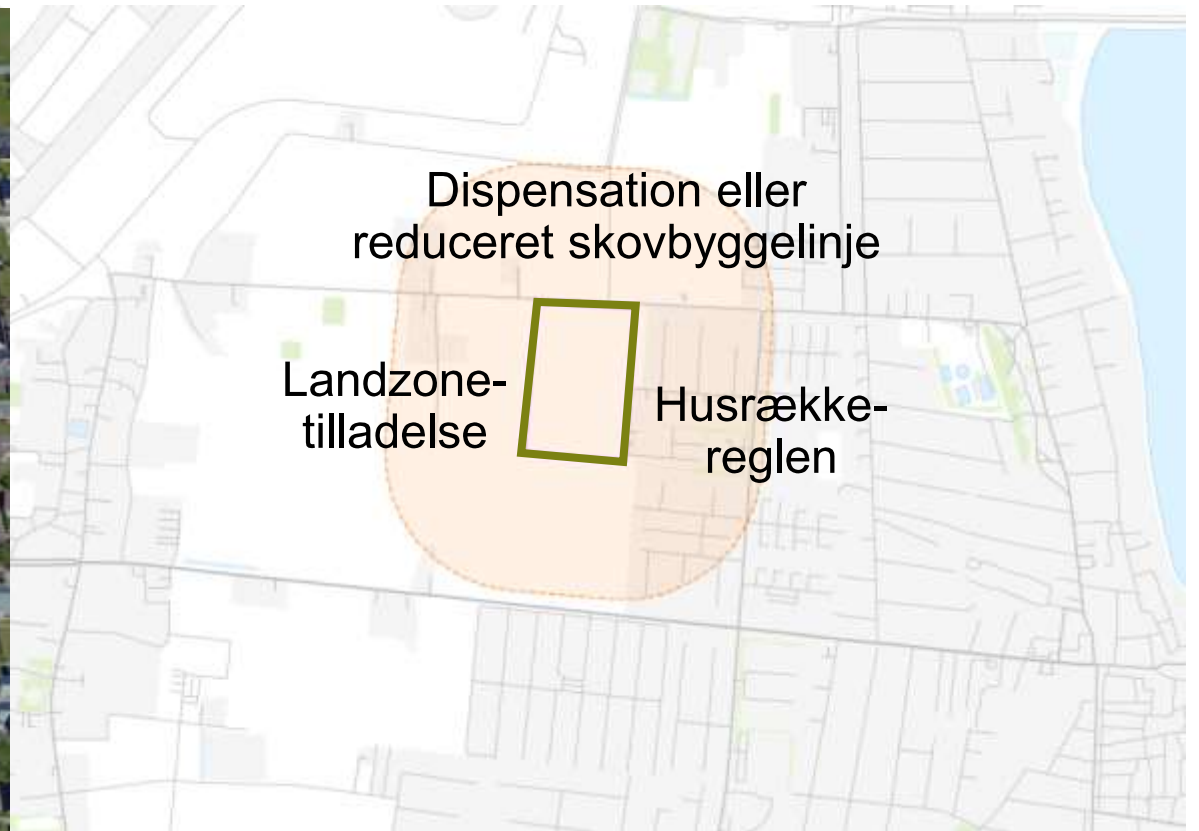 Dispensation eller
reduceret skovbyggelinje
Landzone-
tilladelse
Husrække-
reglen